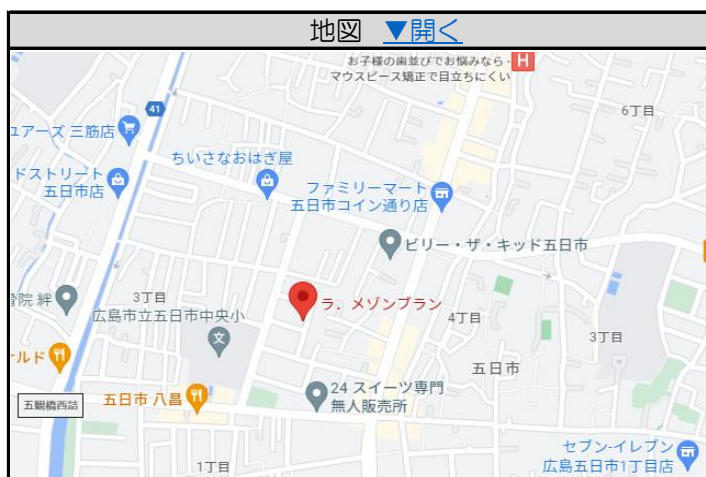 地図 ▼開く
お子様の歯並びでお悩みなら -
マウスピース矯正で目立ちにくい
H
6丁目
41
ユアーズ 三筋店
ドストリート
五日市店
ちいさなおはぎ屋
ファミリーマート
五日市コイン通り店
ビリー・ザ・キッド五日市
骨院 絆
3丁目
広島市立五日市中央小
文
ラ．メゾンブラン
4丁目
3丁目
五日市
ールド
五観橋西詰
五日市 八昌
24 スイーツ専門
無人販売所
1丁目
セブン-イレブン
広島五日市1丁目店